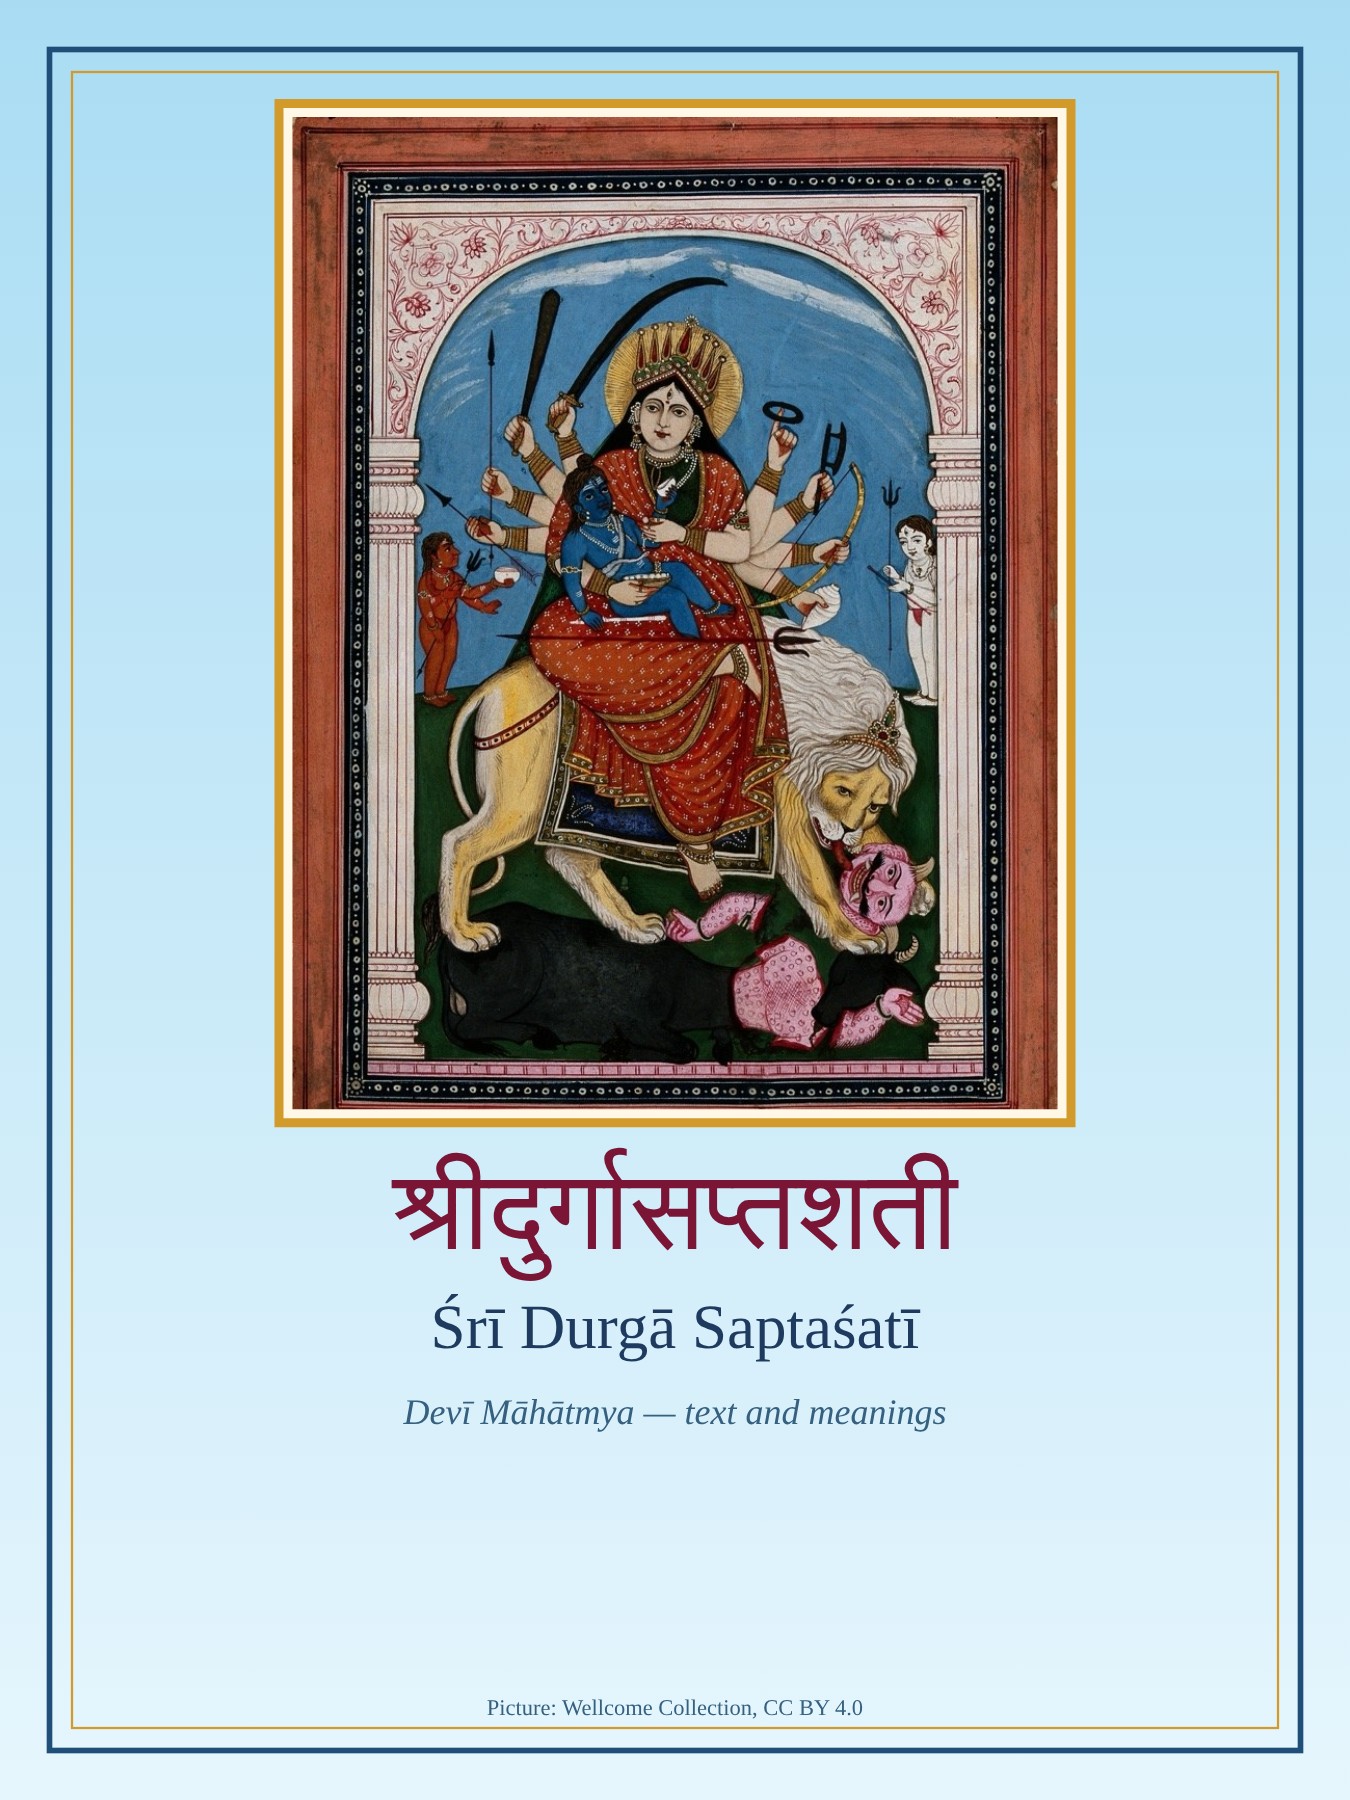 श्रीदुर्गासप्तशती
Śrī Durgā Saptaśatī
Devī Māhātmya — text and meanings
Picture: Wellcome Collection, CC BY 4.0